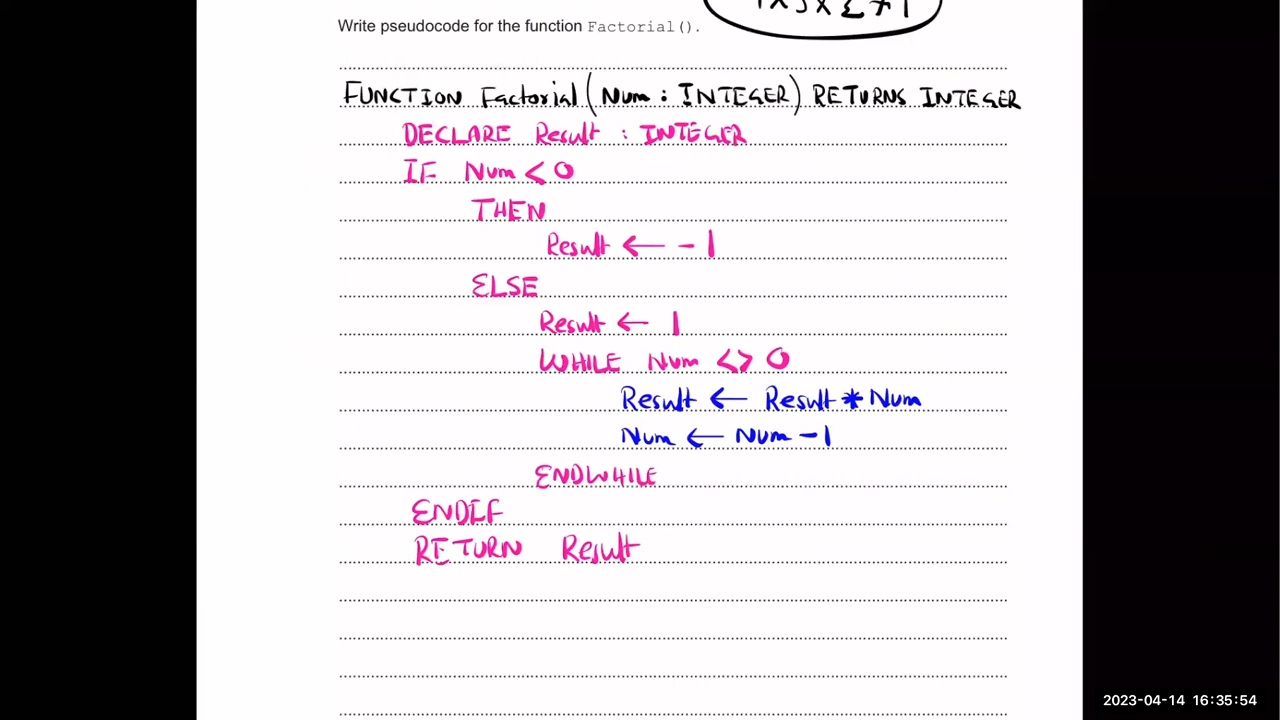 Write pseudocode for the function Factorial().
FUNCTION Factorial (Num : INTEGER) RETURNS INTEGER
DECLARE Result : INTEGER
IF Num < 0
THEN
Result ← -1
ELSE
Result ← 1
WHILE Num <> 0
Result ← Result * Num
Num ← Num - 1
ENDWHILE
ENDIF
RETURN Result
2023-04-14 16:35:54